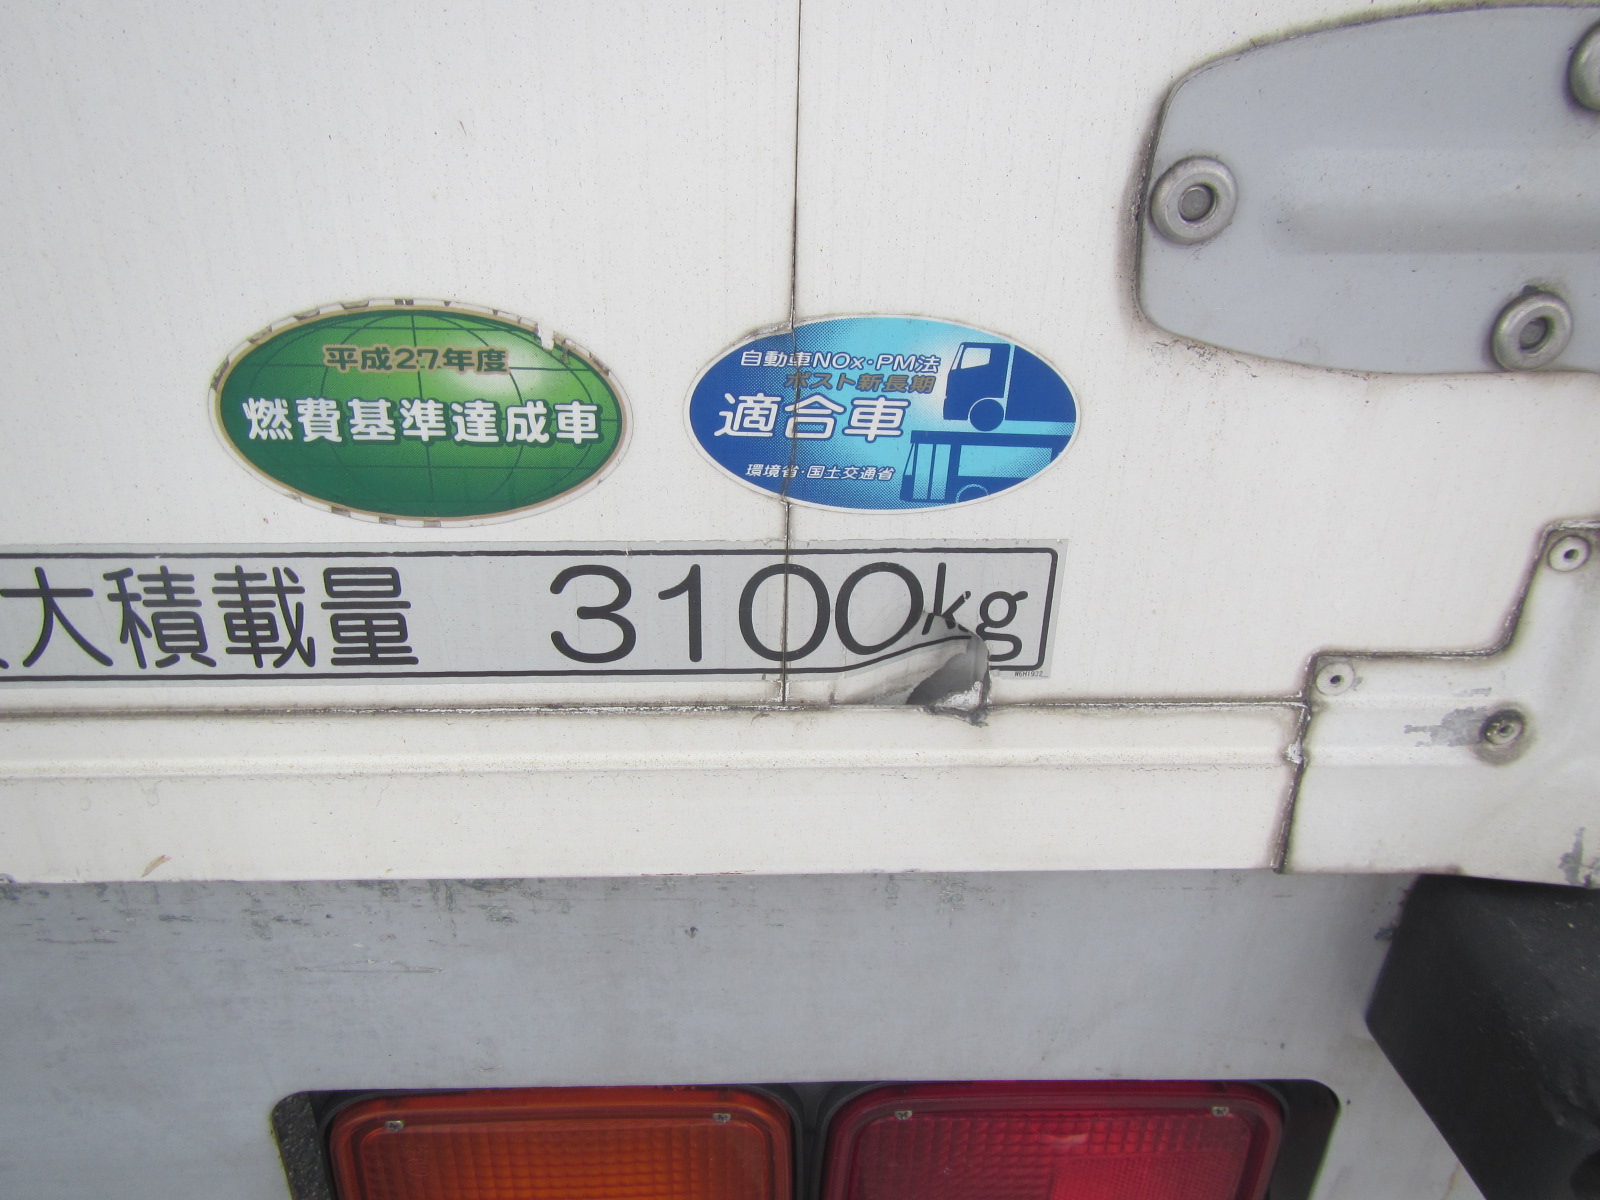 平成27年度
燃費基準達成車
自動車NOx・PM法
ポスト新長期
適合車
環境省・国土交通省
大積載量 3100kg